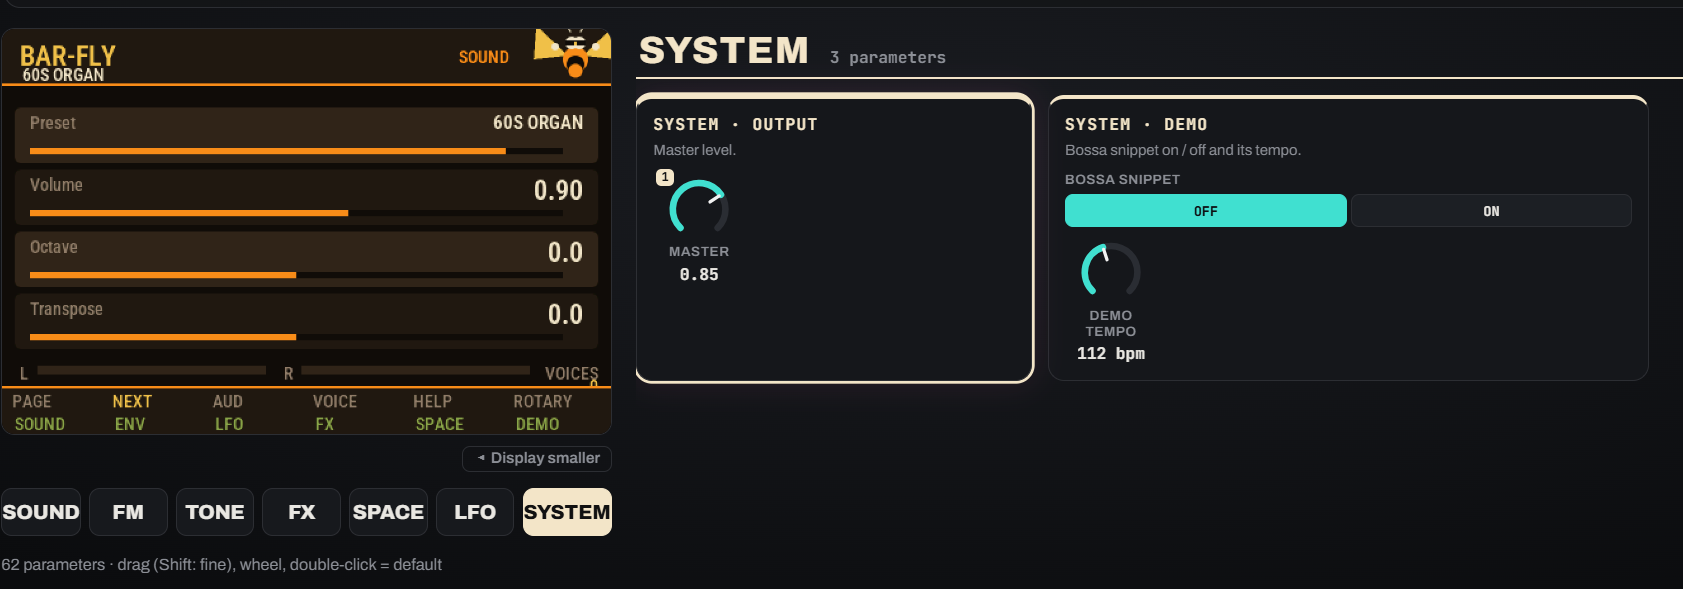 BAR-FLY
60S ORGAN
SOUND
Preset
60S ORGAN
Volume
0.90
Octave
0.0
Transpose
0.0
L
R
VOICES
PAGE NEXT AUD VOICE HELP ROTARY
SOUND ENV LFO FX SPACE DEMO
◂ Display smaller
SOUND FM TONE FX SPACE LFO SYSTEM
62 parameters · drag (Shift: fine), wheel, double-click = default
SYSTEM 3 parameters
SYSTEM · OUTPUT
Master level.
1
MASTER
0.85
SYSTEM · DEMO
Bossa snippet on / off and its tempo.
BOSSA SNIPPET
OFF ON
DEMO
TEMPO
112 bpm